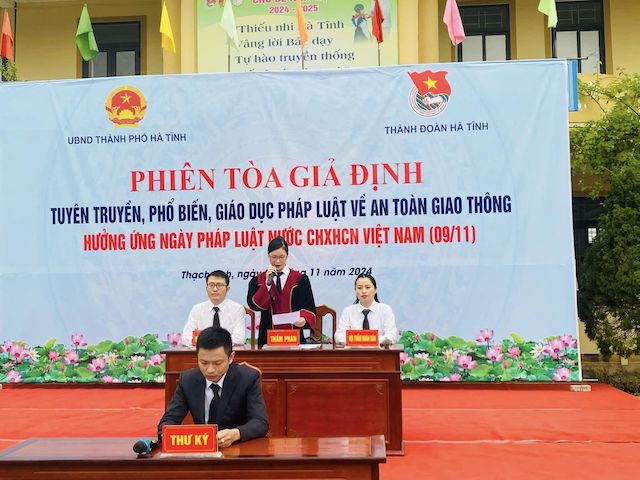 2024 - 2025
Thiếu nhi Hà Tĩnh
Vâng lời Bác dạy
Tự hào truyền thống
UBND THÀNH PHỐ HÀ TĨNH
THÀNH ĐOÀN HÀ TĨNH
PHIÊN TÒA GIẢ ĐỊNH
TUYÊN TRUYỀN, PHỔ BIẾN, GIÁO DỤC PHÁP LUẬT VỀ AN TOÀN GIAO THÔNG
HƯỞNG ỨNG NGÀY PHÁP LUẬT NƯỚC CHXHCN VIỆT NAM (09/11)
11 năm 2024
THẨM PHÁN
HỘI THẨM NHÂN DÂN
THƯ KÝ